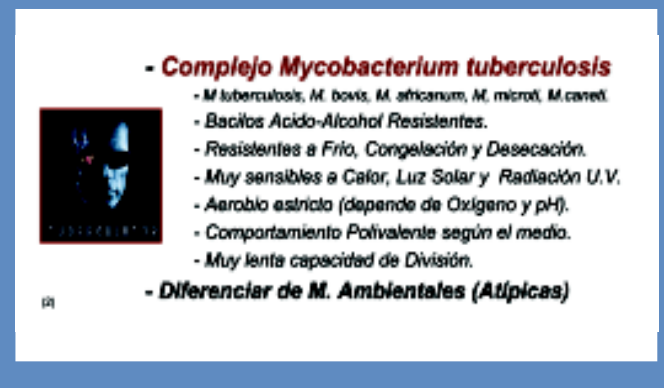 - Complejo Mycobacterium tuberculosis
- M tuberculosis, M. bovis, M. africanum, M. microti, M.caneti.
- Bacilos Acido-Alcohol Resistentes.
- Resistentes a Frio, Congelación y Desecación.
- Muy sensibles a Calor, Luz Solar y Radiación U.V.
- Aerobio estricto (depende de Oxígeno y pH).
- Comportamiento Polivalente según el medio.
- Muy lenta capacidad de División.
- Diferenciar de M. Ambientales (Atípicas)